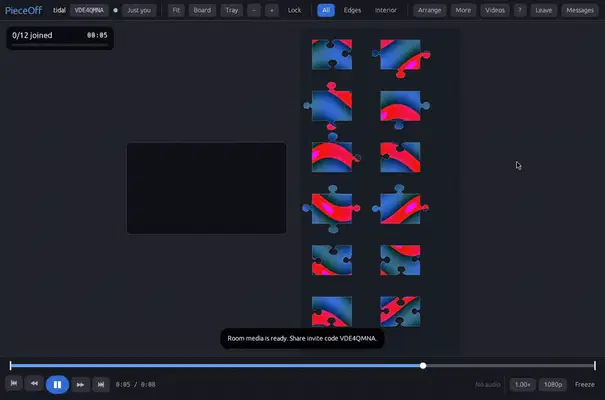 PieceOff tidal VDE4QMNA Just you Fit Board Tray - + Lock All Edges Interior Arrange More Videos ? Leave Messages
0/12 joined 00:05
Room media is ready. Share invite code VDE4QMNA.
0:05 / 0:08 No audio 1.00× 1080p Freeze